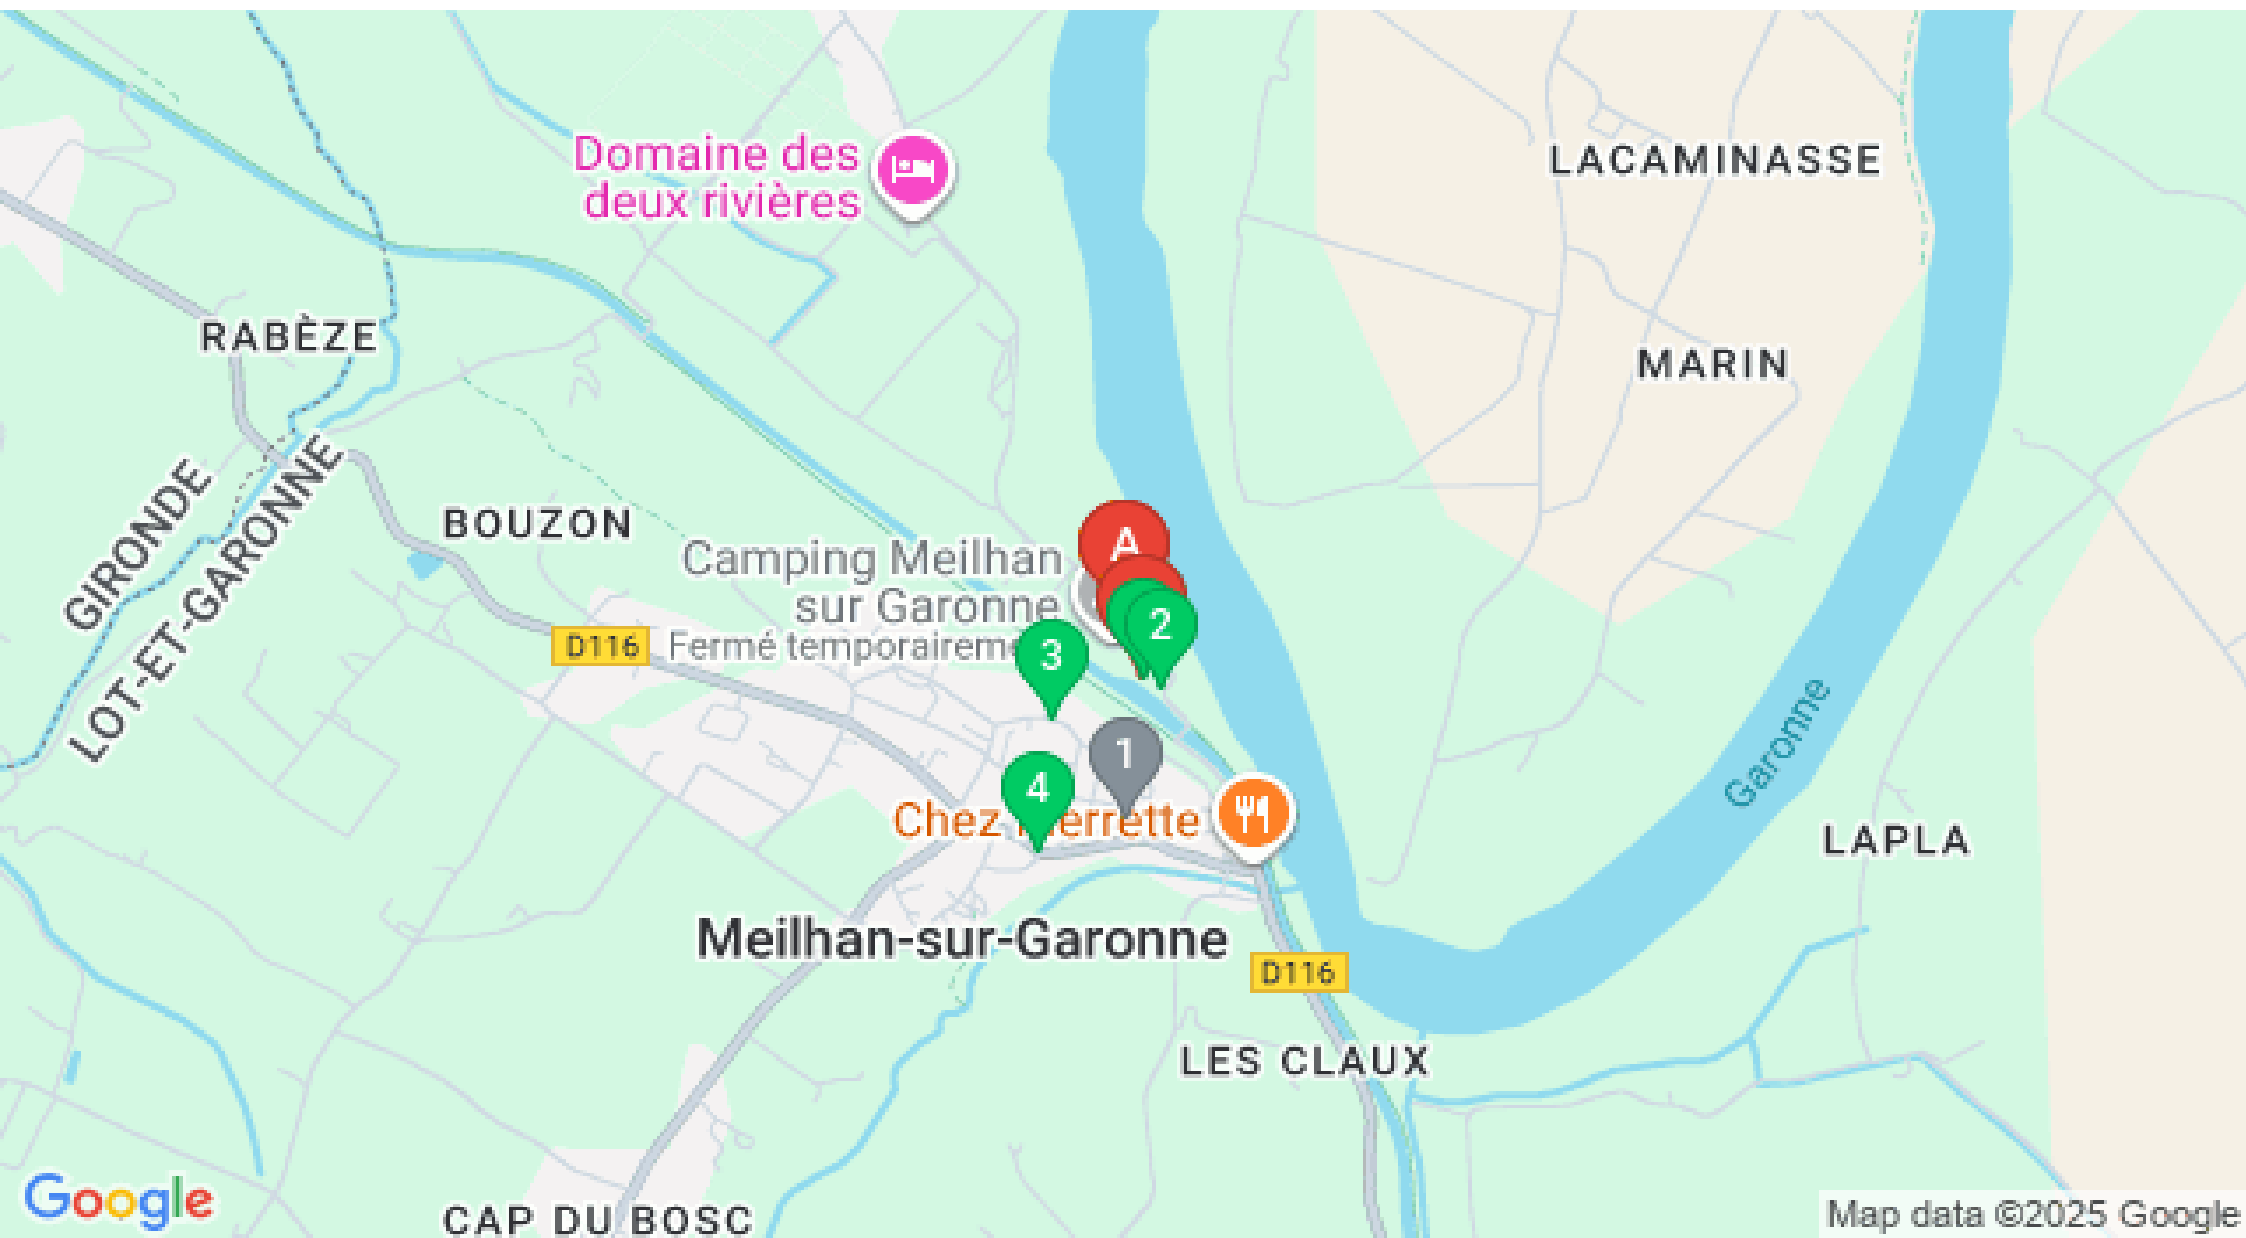 Domaine des
deux rivières
LACAMINASSE
RABÈZE
MARIN
GIRONDE
LOT-ET-GARONNE
BOUZON
A
Camping Meilhan
sur Garonne
Fermé temporaireme
2
D116
3
1
4
Chez
Garonne
LAPLA
Meilhan-sur-Garonne
D116
LES CLAUX
CAP DU BOSC
Google
Map data ©2025 Google